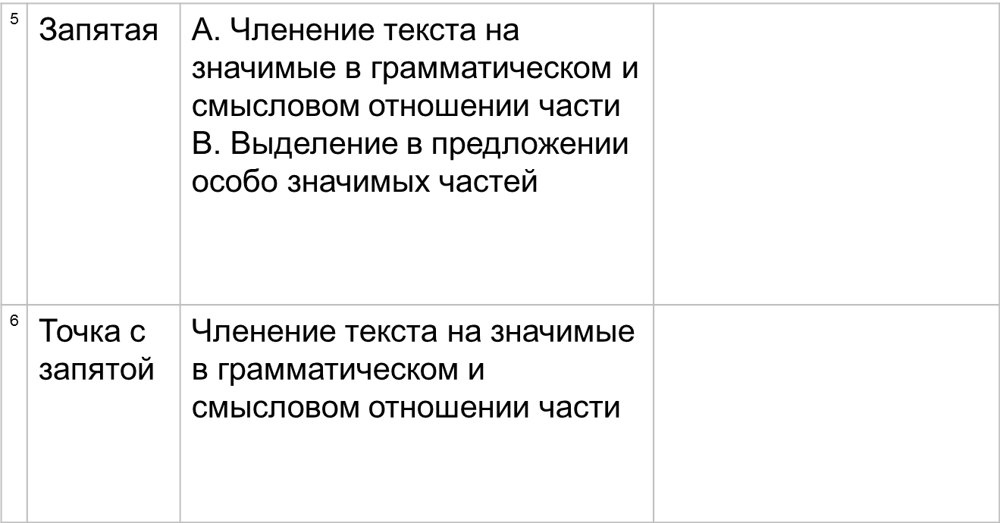 5 Запятая А. Членение текста на
значимые в грамматическом и
смысловом отношении части
В. Выделение в предложении
особо значимых частей
6 Точка с Членение текста на значимые
запятой в грамматическом и
смысловом отношении части